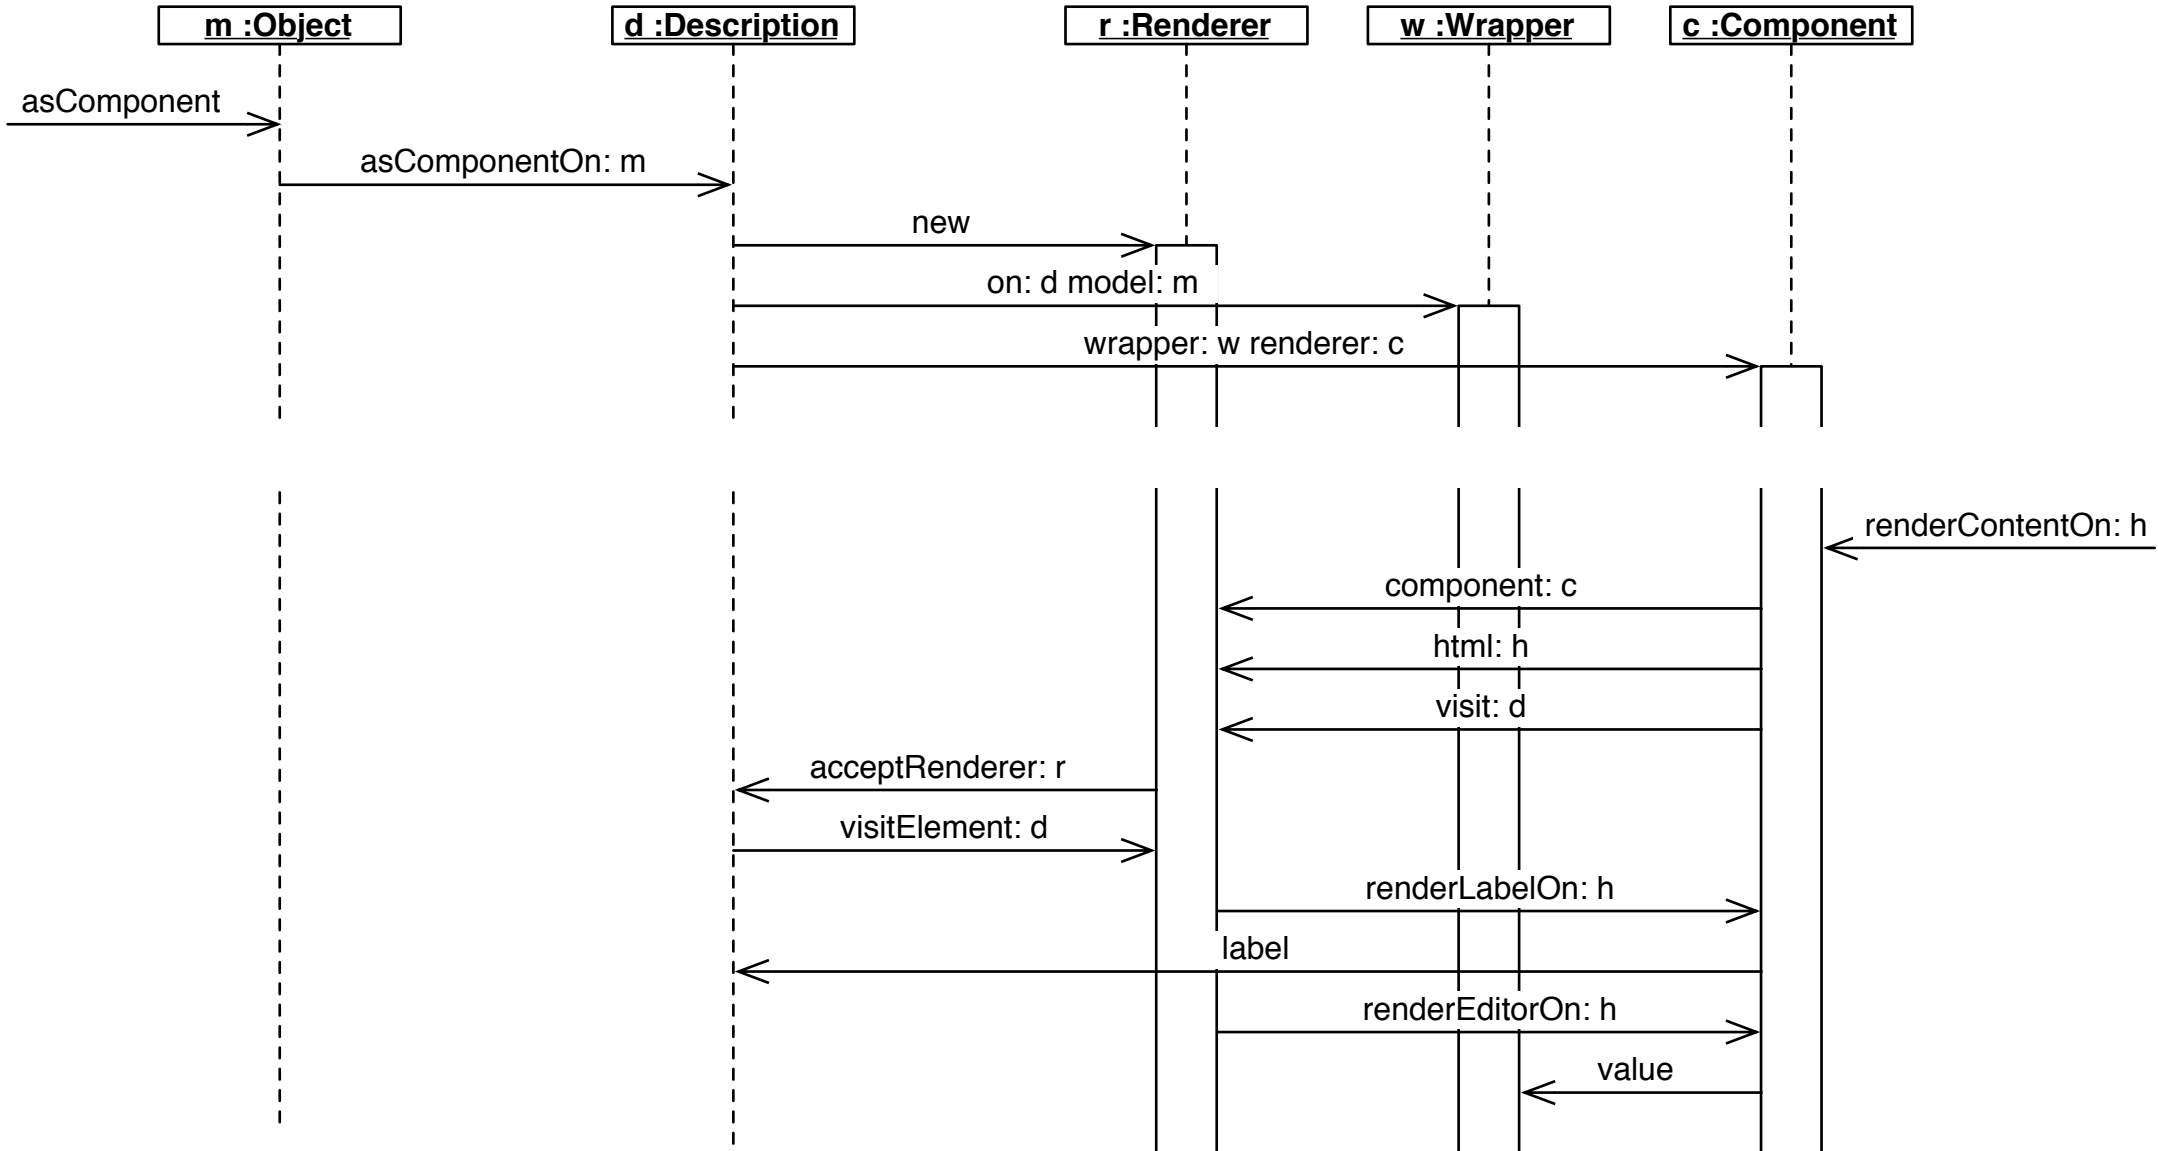 m :Object
d :Description
r :Renderer
w :Wrapper
c :Component
asComponent
asComponentOn: m
new
on: d model: m
wrapper: w renderer: c
renderContentOn: h
component: c
html: h
visit: d
acceptRenderer: r
visitElement: d
renderLabelOn: h
label
renderEditorOn: h
value